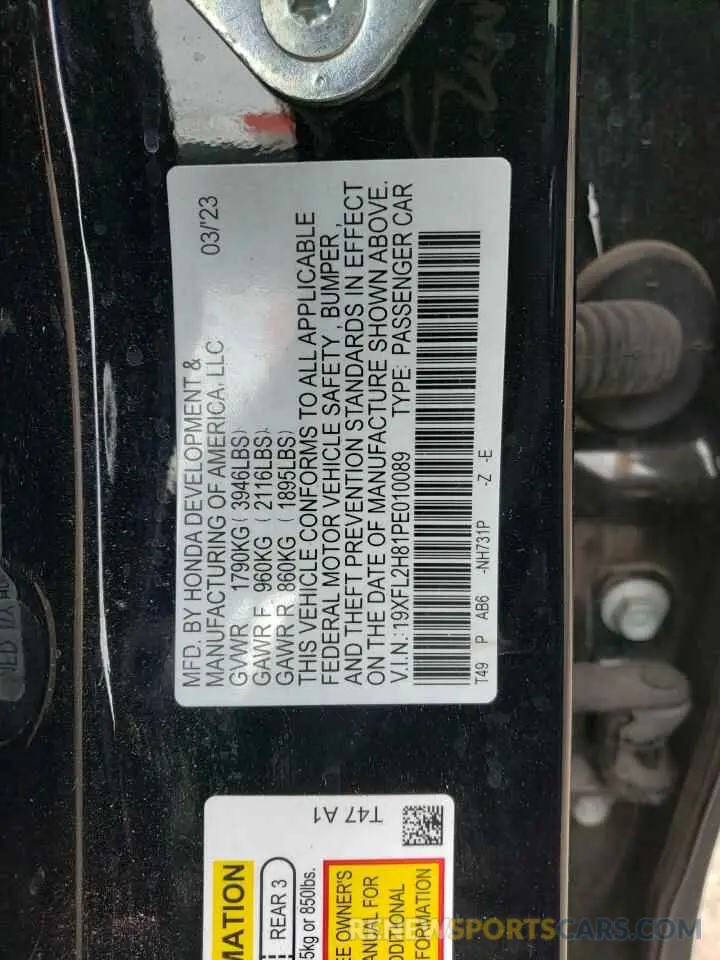 MFD. BY HONDA DEVELOPMENT &
MANUFACTURING OF AMERICA, LLC 03/'23
GVWR 1790KG ( 3946LBS)
GAWR F 960KG ( 2116LBS)
GAWR R 860KG ( 1895LBS)
THIS VEHICLE CONFORMS TO ALL APPLICABLE
FEDERAL MOTOR VEHICLE SAFETY, BUMPER,
AND THEFT PREVENTION STANDARDS IN EFFECT
ON THE DATE OF MANUFACTURE SHOWN ABOVE.
V.I.N.: 19XFL2H81PE010089 TYPE: PASSENGER CAR
T49 P AB6 -NH731P -Z -E
T47 A1
MATION
REAR 3
5kg or 850lbs.
EE OWNER'S
ANUAL FOR
DDITIONAL
FORMATION
RENEWSPORTSCARS.COM